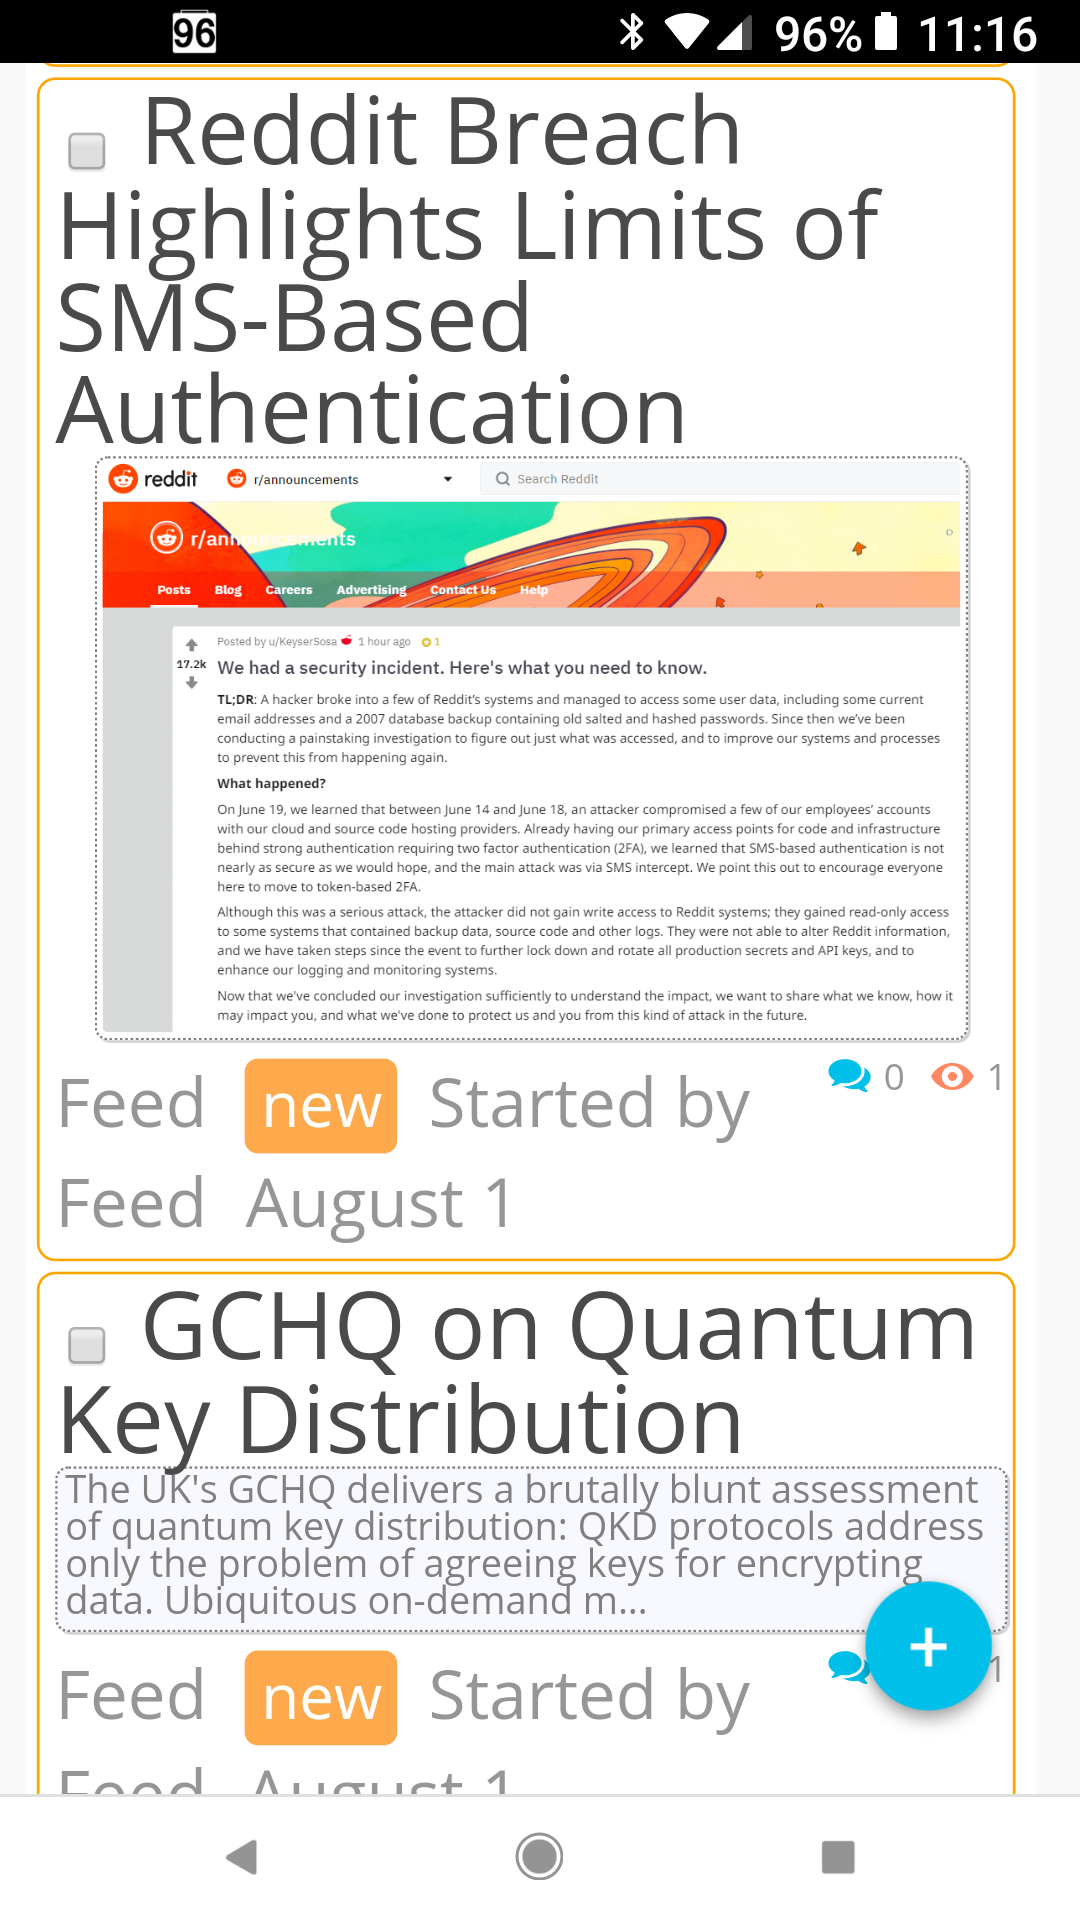 96 96% 11:16
Reddit Breach
Highlights Limits of
SMS-Based
Authentication
reddit r/announcements Search Reddit
r/announcements
Posts Blog Careers Advertising Contact Us Help
Posted by u/KeyserSosa 1 hour ago 1
17.2k We had a security incident. Here's what you need to know.
TL;DR: A hacker broke into a few of Reddit's systems and managed to access some user data, including some current
email addresses and a 2007 database backup containing old salted and hashed passwords. Since then we've been
conducting a painstaking investigation to figure out just what was accessed, and to improve our systems and processes
to prevent this from happening again.
What happened?
On June 19, we learned that between June 14 and June 18, an attacker compromised a few of our employees' accounts
with our cloud and source code hosting providers. Already having our primary access points for code and infrastructure
behind strong authentication requiring two factor authentication (2FA), we learned that SMS-based authentication is not
nearly as secure as we would hope, and the main attack was via SMS intercept. We point this out to encourage everyone
here to move to token-based 2FA.
Although this was a serious attack, the attacker did not gain write access to Reddit systems; they gained read-only access
to some systems that contained backup data, source code and other logs. They were not able to alter Reddit information,
and we have taken steps since the event to further lock down and rotate all production secrets and API keys, and to
enhance our logging and monitoring systems.
Now that we've concluded our investigation sufficiently to understand the impact, we want to share what we know, how it
may impact you, and what we've done to protect us and you from this kind of attack in the future.
Feed new Started by 0 1
Feed August 1
GCHQ on Quantum
Key Distribution
The UK's GCHQ delivers a brutally blunt assessment
of quantum key distribution: QKD protocols address
only the problem of agreeing keys for encrypting
data. Ubiquitous on-demand m...
Feed new Started by 1
Feed August 1